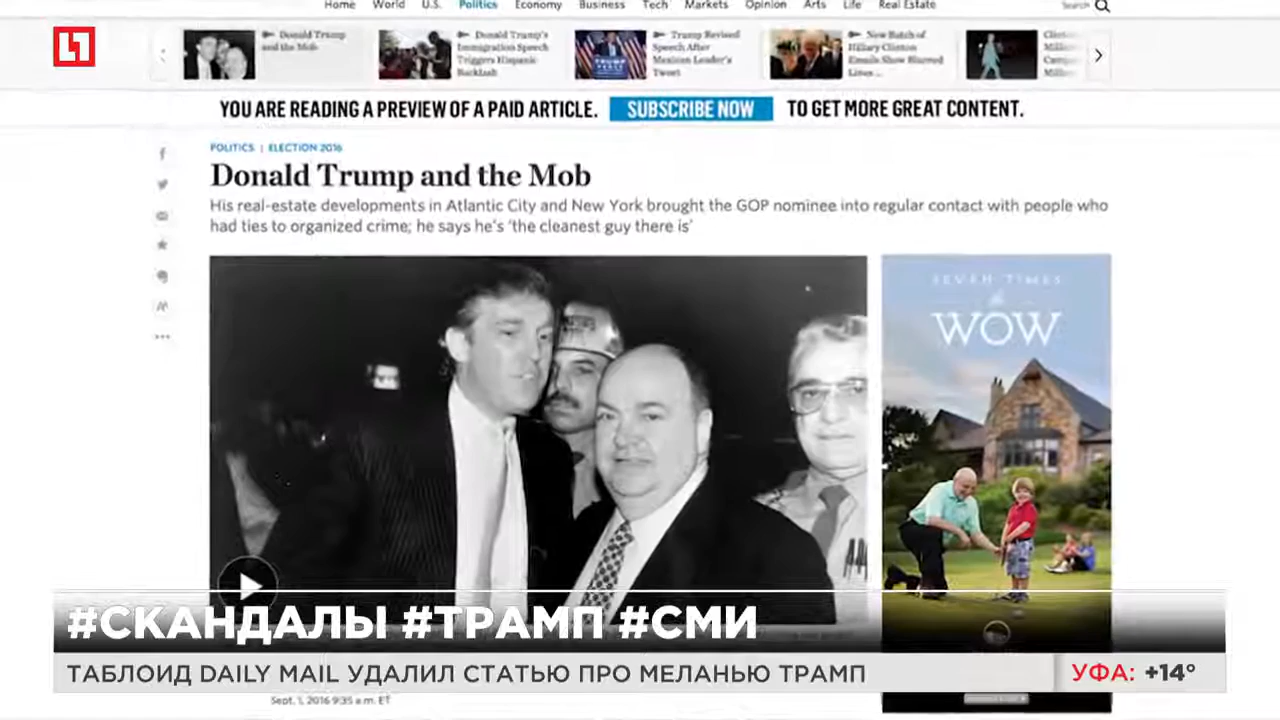 Home World U.S. Politics Economy Business Tech Markets Opinion Arts Life Real Estate Search
Donald Trump and the Mob
Donald Trump's Immigration Speech Triggers Hispanic Backlash
Trump Revised Speech After Mexican Leader's Tweet
New Batch of Hillary Clinton Emails Show Blurred Lines ...
YOU ARE READING A PREVIEW OF A PAID ARTICLE. SUBSCRIBE NOW TO GET MORE GREAT CONTENT.
POLITICS | ELECTION 2016
Donald Trump and the Mob
His real-estate developments in Atlantic City and New York brought the GOP nominee into regular contact with people who
had ties to organized crime; he says he's 'the cleanest guy there is'
SEVEN TIMES
the
WOW
TRUMP
#СКАНДАЛЫ #ТРАМП #СМИ
ТАБЛОИД DAILY MAIL УДАЛИЛ СТАТЬЮ ПРО МЕЛАНЬЮ ТРАМП
УФА: +14°
Sept. 1, 2016 9:35 a.m. ET